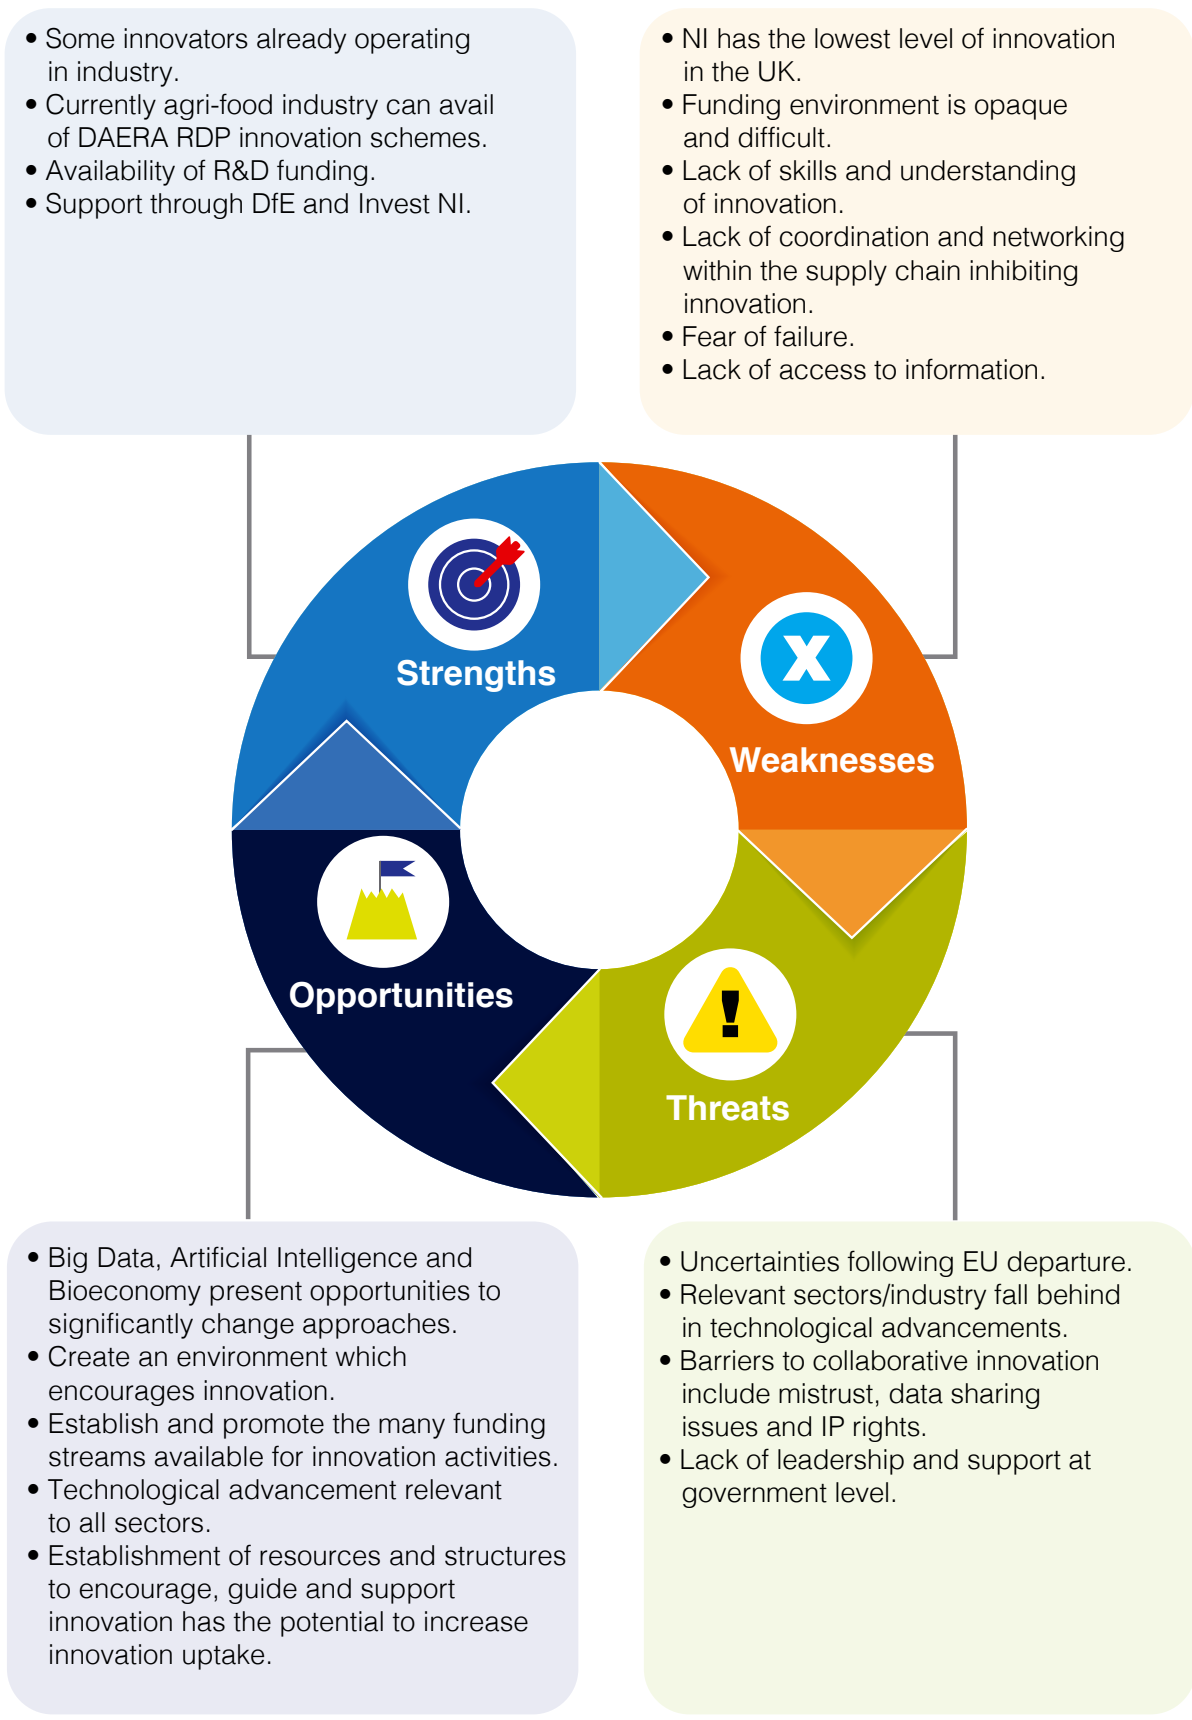 • Some innovators already operating
in industry.
• Currently agri-food industry can avail
of DAERA RDP innovation schemes.
• Availability of R&D funding.
• Support through DfE and Invest NI.
• NI has the lowest level of innovation
in the UK.
• Funding environment is opaque
and difficult.
• Lack of skills and understanding
of innovation.
• Lack of coordination and networking
within the supply chain inhibiting
innovation.
• Fear of failure.
• Lack of access to information.
Strengths
X
Weaknesses
Opportunities
!
Threats
• Big Data, Artificial Intelligence and
Bioeconomy present opportunities to
significantly change approaches.
• Create an environment which
encourages innovation.
• Establish and promote the many funding
streams available for innovation activities.
• Technological advancement relevant
to all sectors.
• Establishment of resources and structures
to encourage, guide and support
innovation has the potential to increase
innovation uptake.
• Uncertainties following EU departure.
• Relevant sectors/industry fall behind
in technological advancements.
• Barriers to collaborative innovation
include mistrust, data sharing
issues and IP rights.
• Lack of leadership and support at
government level.